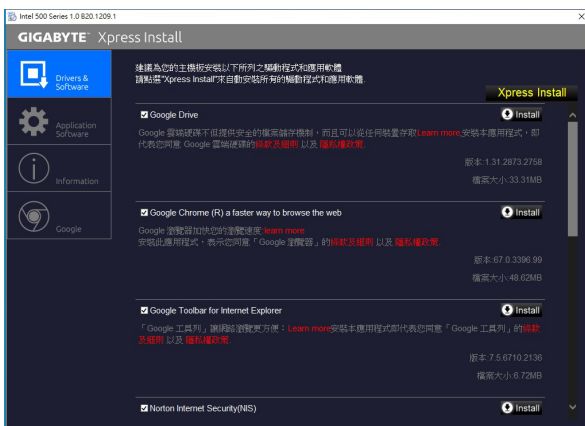 Intel 500 Series 1.0 B20.1209.1
GIGABYTE™ Xpress Install
建議為您的主機板安裝以下所列之驅動程式和應用軟體
請點選"Xpress Install"來自動安裝所有的驅動程式和應用軟體.
Xpress Install
Drivers &
Software
Application
Software
Information
Google
Google Drive
Install
Google 雲端硬碟不但提供安全的檔案儲存機制，而且可以從任何裝置存取Learn more,安裝本應用程式，即
代表您同意 Google 雲端硬碟的條款及細則 以及 隱私權政策.
版本:1.31.2873.2758
檔案大小:33.31MB
Google Chrome (R) a faster way to browse the web
Install
Google 瀏覽器加快您的瀏覽速度:learn more
安裝此應用程式，表示您同意「Google 瀏覽器」的條款及細則 以及 隱私權政策.
版本:67.0.3396.99
檔案大小:48.62MB
Google Toolbar for Internet Explorer
Install
「Google 工具列」讓網路瀏覽更方便：Learn more安裝本應用程式即代表您同意「Google 工具列」的條款
及細則 以及 隱私權政策.
版本:7.5.6710.2136
檔案大小:6.72MB
Norton Internet Security(NIS)
Install